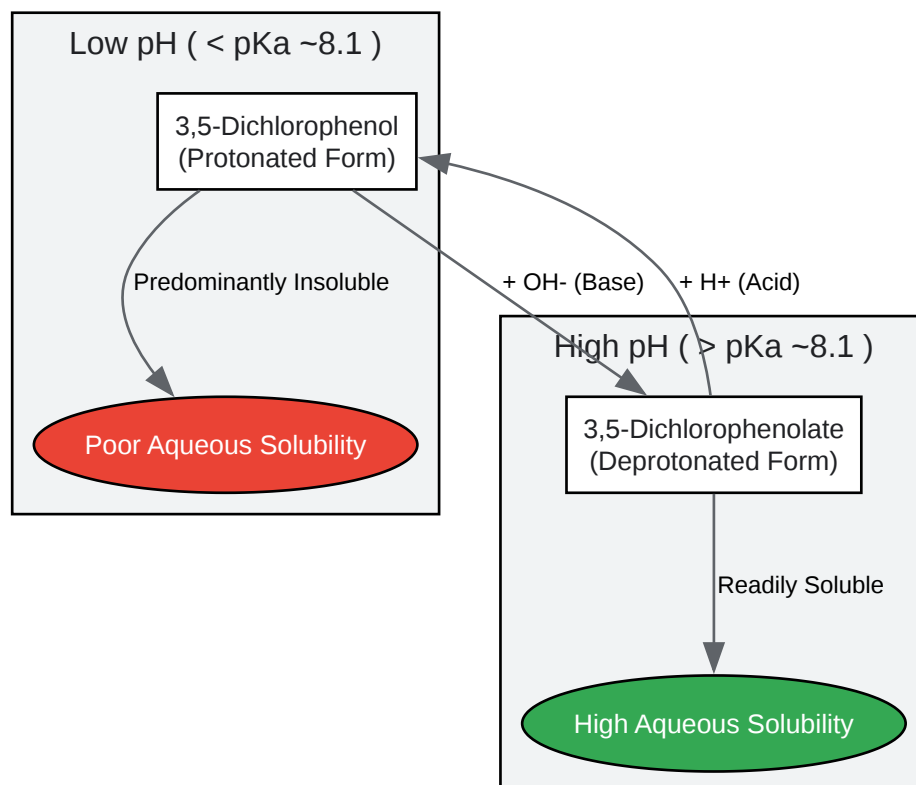 Low pH ( < pKa ~8.1 )
3,5-Dichlorophenol
(Protonated Form)
Predominantly Insoluble
+ OH- (Base)
+ H+ (Acid)
Poor Aqueous Solubility
High pH ( > pKa ~8.1 )
3,5-Dichlorophenolate
(Deprotonated Form)
Readily Soluble
High Aqueous Solubility